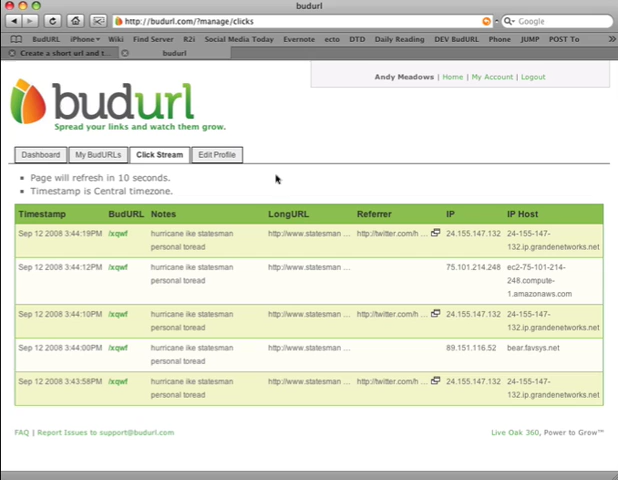 budurl
http://budurl.com/?manage/clicks
Google
BudURL iPhone Wiki Find Server R2i Social Media Today Evernote ecto DTD Daily Reading DEV BudURL Phone JUMP POST To
Create a short url and t...
budurl
Andy Meadows | Home | My Account | Logout
budurl
Spread your links and watch them grow.
Dashboard My BudURLs Click Stream Edit Profile
Page will refresh in 10 seconds.
Timestamp is Central timezone.
Timestamp BudURL Notes LongURL Referrer IP IP Host
Sep 12 2008 3:44:19PM /xqwf hurricane ike statesman http://www.statesman ... http://twitter.com/h ... 24.155.147.132 24-155-147-
personal toread 132.ip.grandenetworks.net
Sep 12 2008 3:44:12PM /xqwf hurricane ike statesman http://www.statesman ... 75.101.214.248 ec2-75-101-214-
personal toread 248.compute-
1.amazonaws.com
Sep 12 2008 3:44:10PM /xqwf hurricane ike statesman http://www.statesman ... http://twitter.com/h ... 24.155.147.132 24-155-147-
personal toread 132.ip.grandenetworks.net
Sep 12 2008 3:44:00PM /xqwf hurricane ike statesman http://www.statesman ... 89.151.116.52 bear.favsys.net
personal toread
Sep 12 2008 3:43:58PM /xqwf hurricane ike statesman http://www.statesman ... http://twitter.com/h ... 24.155.147.132 24-155-147-
personal toread 132.ip.grandenetworks.net
FAQ | Report Issues to support@budurl.com
Live Oak 360, Power to Grow™